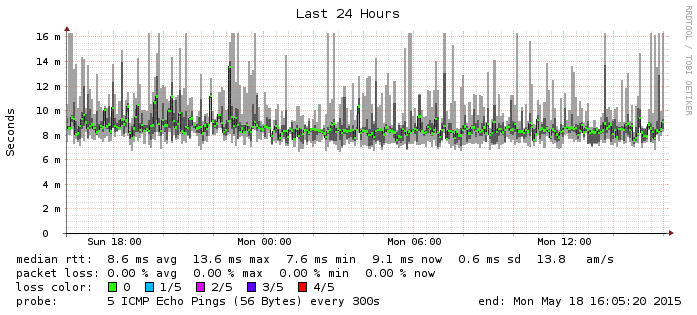 Last 24 Hours
RRDTOOL / TOBI OETIKER
Seconds
16 m
14 m
12 m
10 m
8 m
6 m
4 m
2 m
0
Sun 18:00 Mon 00:00 Mon 06:00 Mon 12:00
median rtt: 8.6 ms avg 13.6 ms max 7.6 ms min 9.1 ms now 0.6 ms sd 13.8 am/s
packet loss: 0.00 % avg 0.00 % max 0.00 % min 0.00 % now
loss color: 0 1/5 2/5 3/5 4/5
probe: 5 ICMP Echo Pings (56 Bytes) every 300s end: Mon May 18 16:05:20 2015